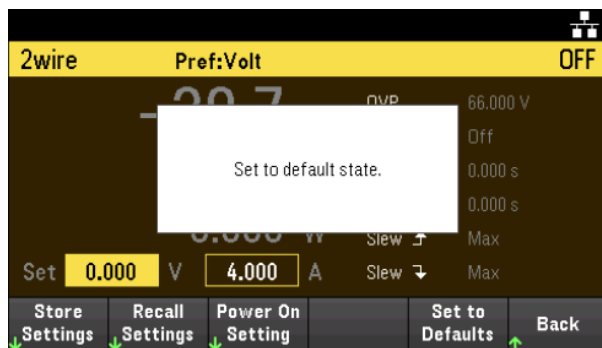 2wire Pref:Volt OFF
OVP 66.000 V
Off
Set to default state. 0.000 s
0.000 s
W Slew Max
Set 0.000 V 4.000 A Slew Max
Store Settings Recall Settings Power On Setting Set to Defaults Back